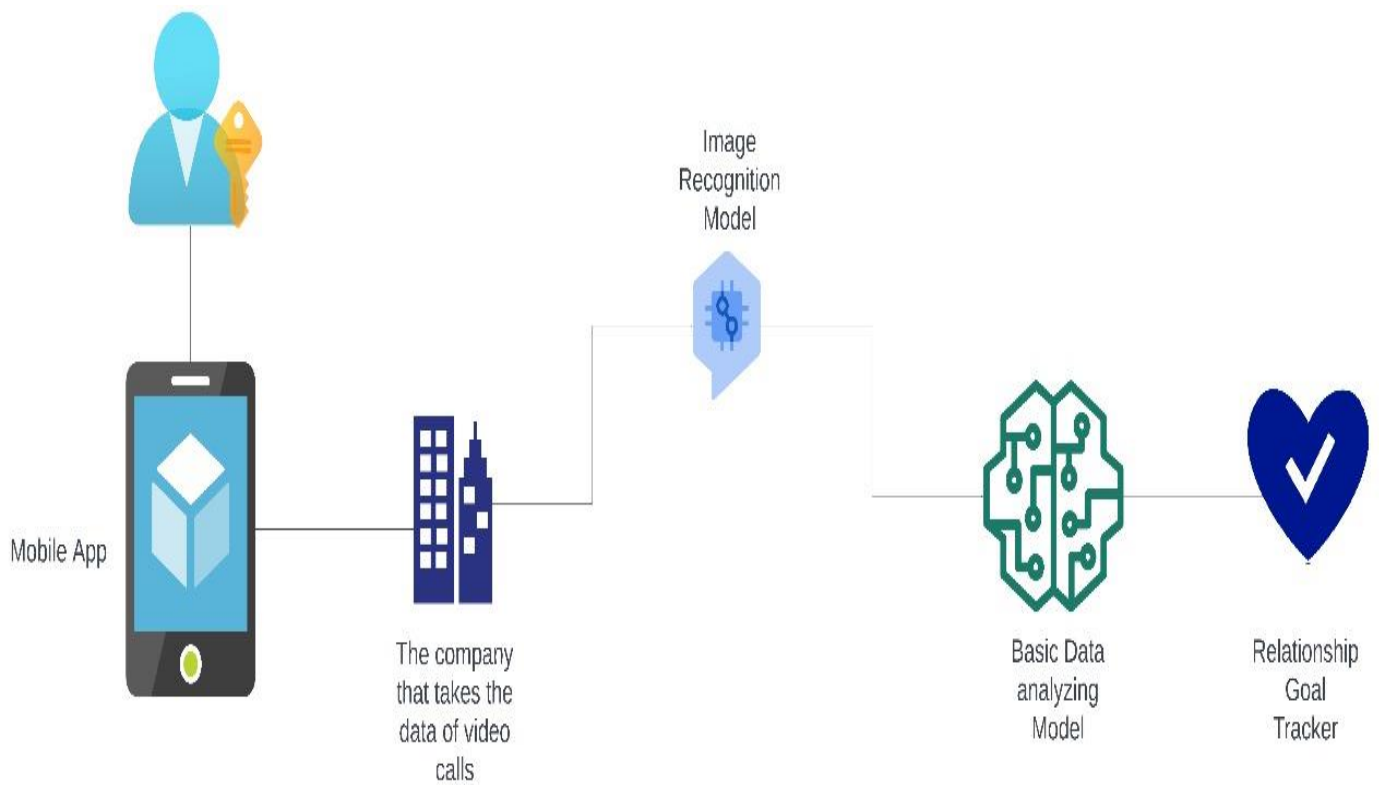 Image
Recognition
Model
Mobile App
The company
that takes the
data of video
calls
Basic Data
analyzing
Model
Relationship
Goal
Tracker